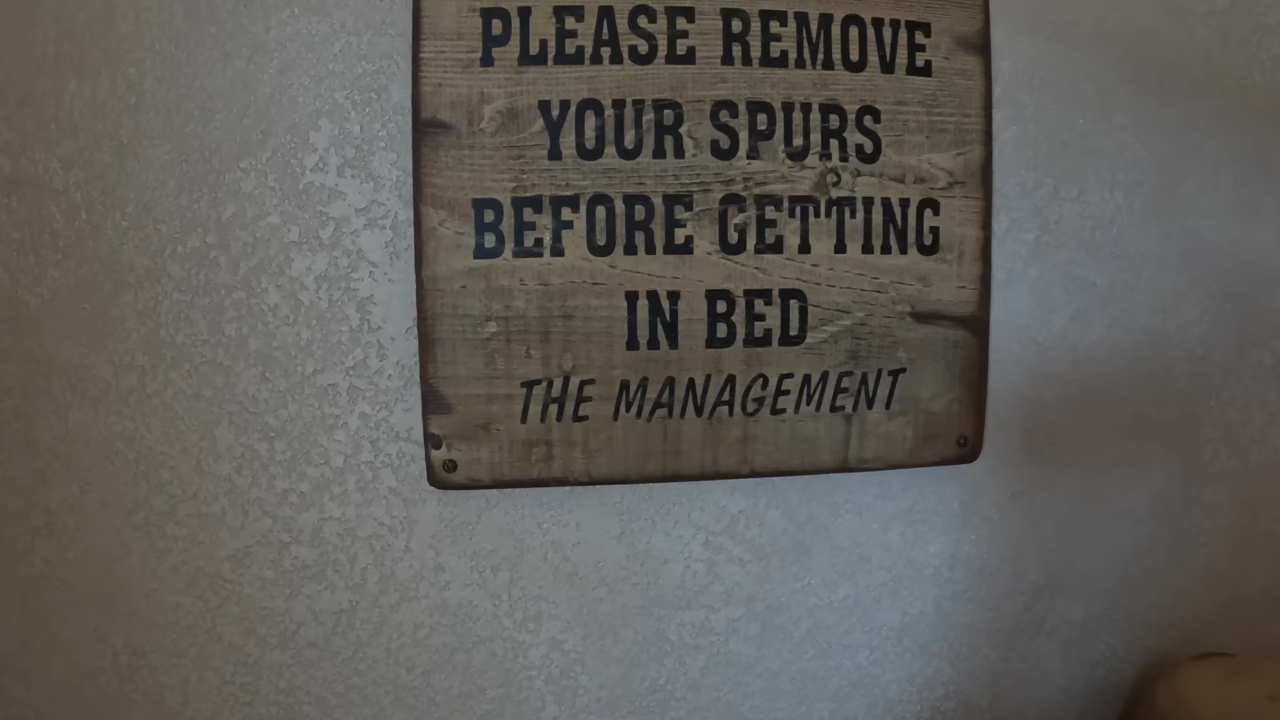 PLEASE REMOVE
YOUR SPURS
BEFORE GETTING
IN BED
THE MANAGEMENT